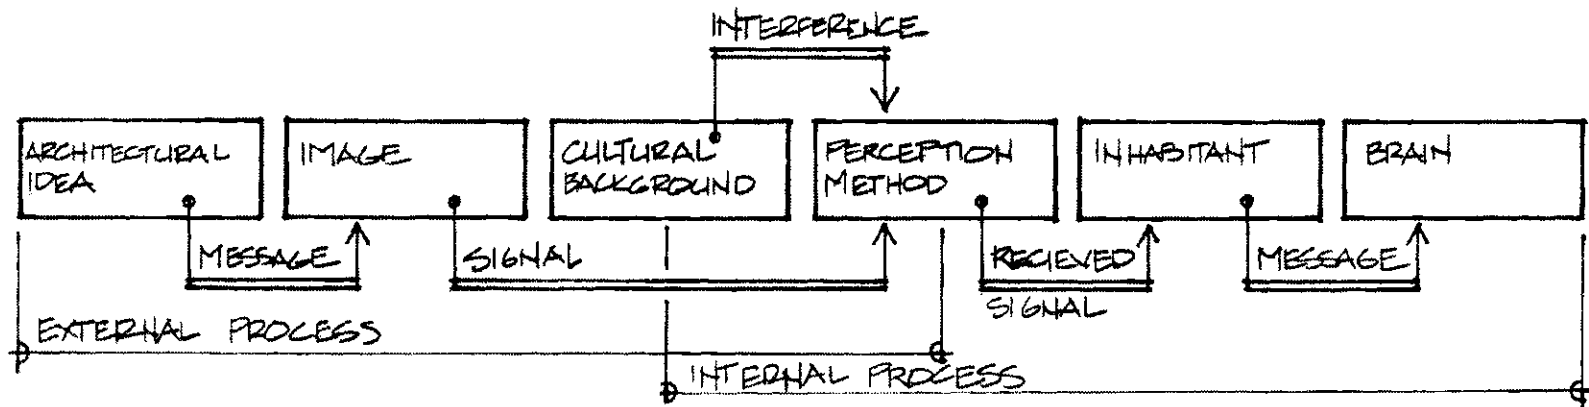 INTERFERENCE
ARCHITECTURAL
IDEA
IMAGE
CULTURAL
BACKGROUND
PERCEPTION
METHOD
INHABITANT
BRAIN
MESSAGE
SIGNAL
RECIEVED
SIGNAL
MESSAGE
EXTERNAL PROCESS
INTERNAL PROCESS